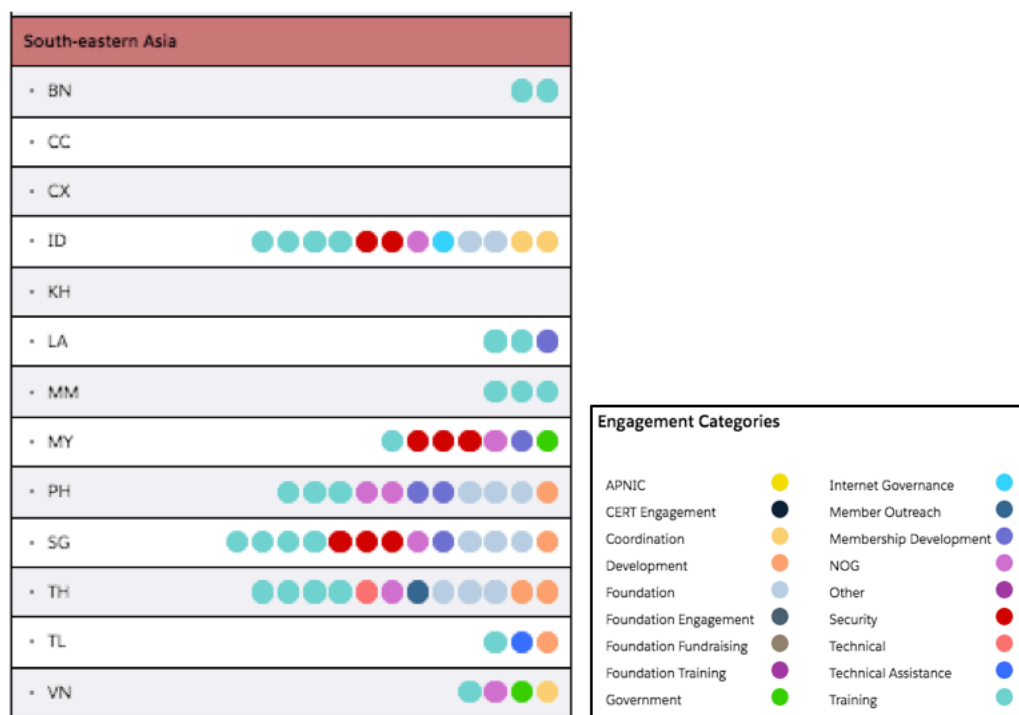 South-eastern Asia
BN
CC
CX
ID
KH
LA
MM
MY
PH
SG
TH
TL
VN
Engagement Categories
APNIC
Internet Governance
CERT Engagement
Member Outreach
Coordination
Membership Development
Development
NOG
Foundation
Other
Foundation Engagement
Security
Foundation Fundraising
Technical
Foundation Training
Technical Assistance
Government
Training